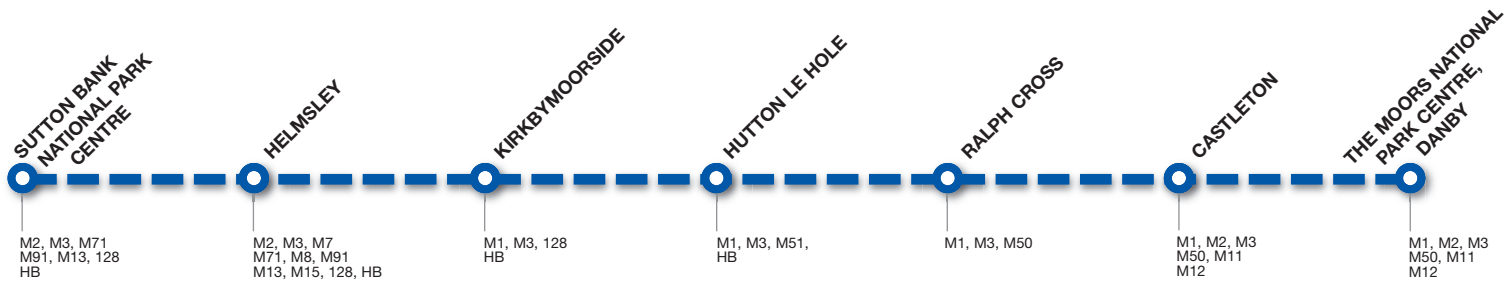 SUTTON BANK
NATIONAL PARK
CENTRE
HELMSLEY
KIRKBYMOORSIDE
HUTTON LE HOLE
RALPH CROSS
CASTLETON
THE MOORS NATIONAL
PARK CENTRE,
DANBY
M2, M3, M71
M91, M13, 128
HB
M2, M3, M7
M71, M8, M91
M13, M15, 128, HB
M1, M3, 128
HB
M1, M3, M51,
HB
M1, M3, M50
M1, M2, M3
M50, M11
M12
M1, M2, M3
M50, M11
M12